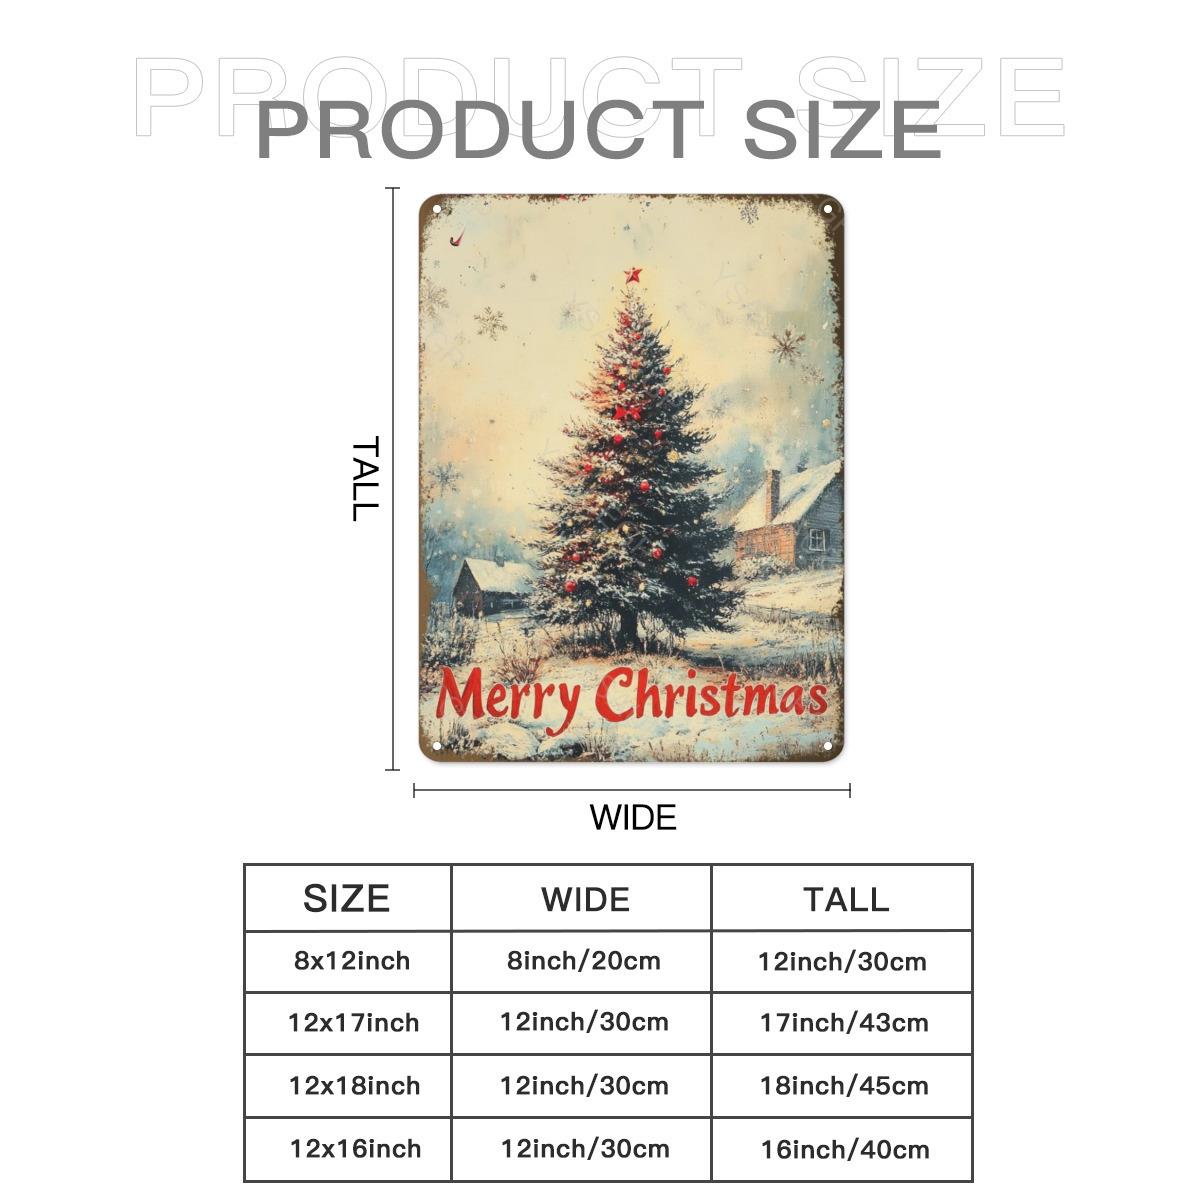 PRODUCT SIZE
PRODUCT SIZE
TALL
Merry Christmas
WIDE
SIZE WIDE TALL
8x12inch 8inch/20cm 12inch/30cm
12x17inch 12inch/30cm 17inch/43cm
12x18inch 12inch/30cm 18inch/45cm
12x16inch 12inch/30cm 16inch/40cm